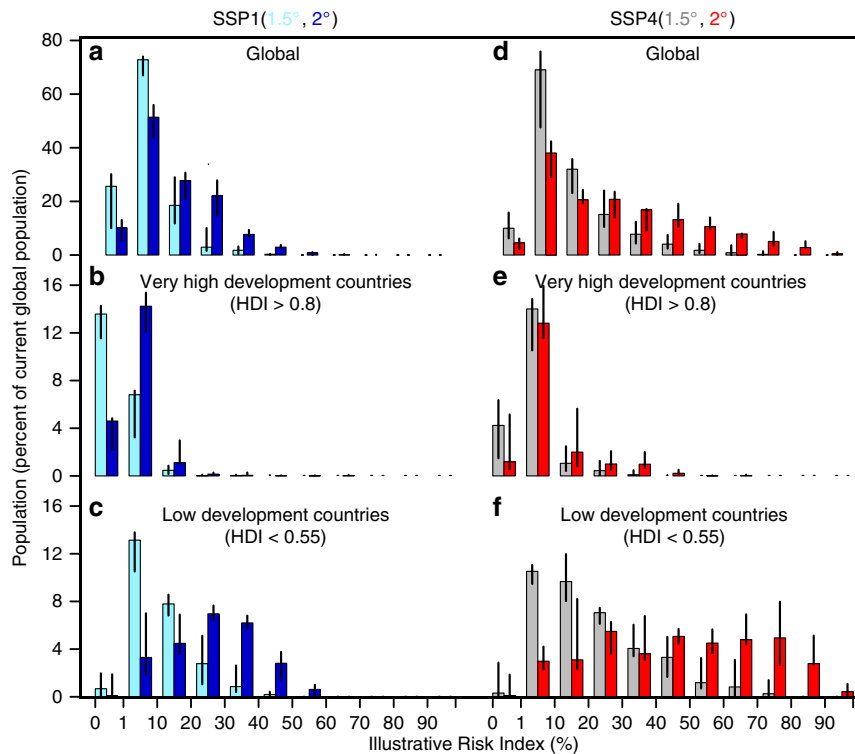 SSP1(1.5°, 2°)
SSP4(1.5°, 2°)
Population (percent of current global population)
a
Global
80
60
40
20
0
d
Global
b
Very high development countries
(HDI > 0.8)
16
12
8
4
0
e
Very high development countries
(HDI > 0.8)
c
Low development countries
(HDI < 0.55)
16
12
8
4
0
f
Low development countries
(HDI < 0.55)
0 1 10 20 30 40 50 60 70 80 90
0 1 10 20 30 40 50 60 70 80 90
Illustrative Risk Index (%)